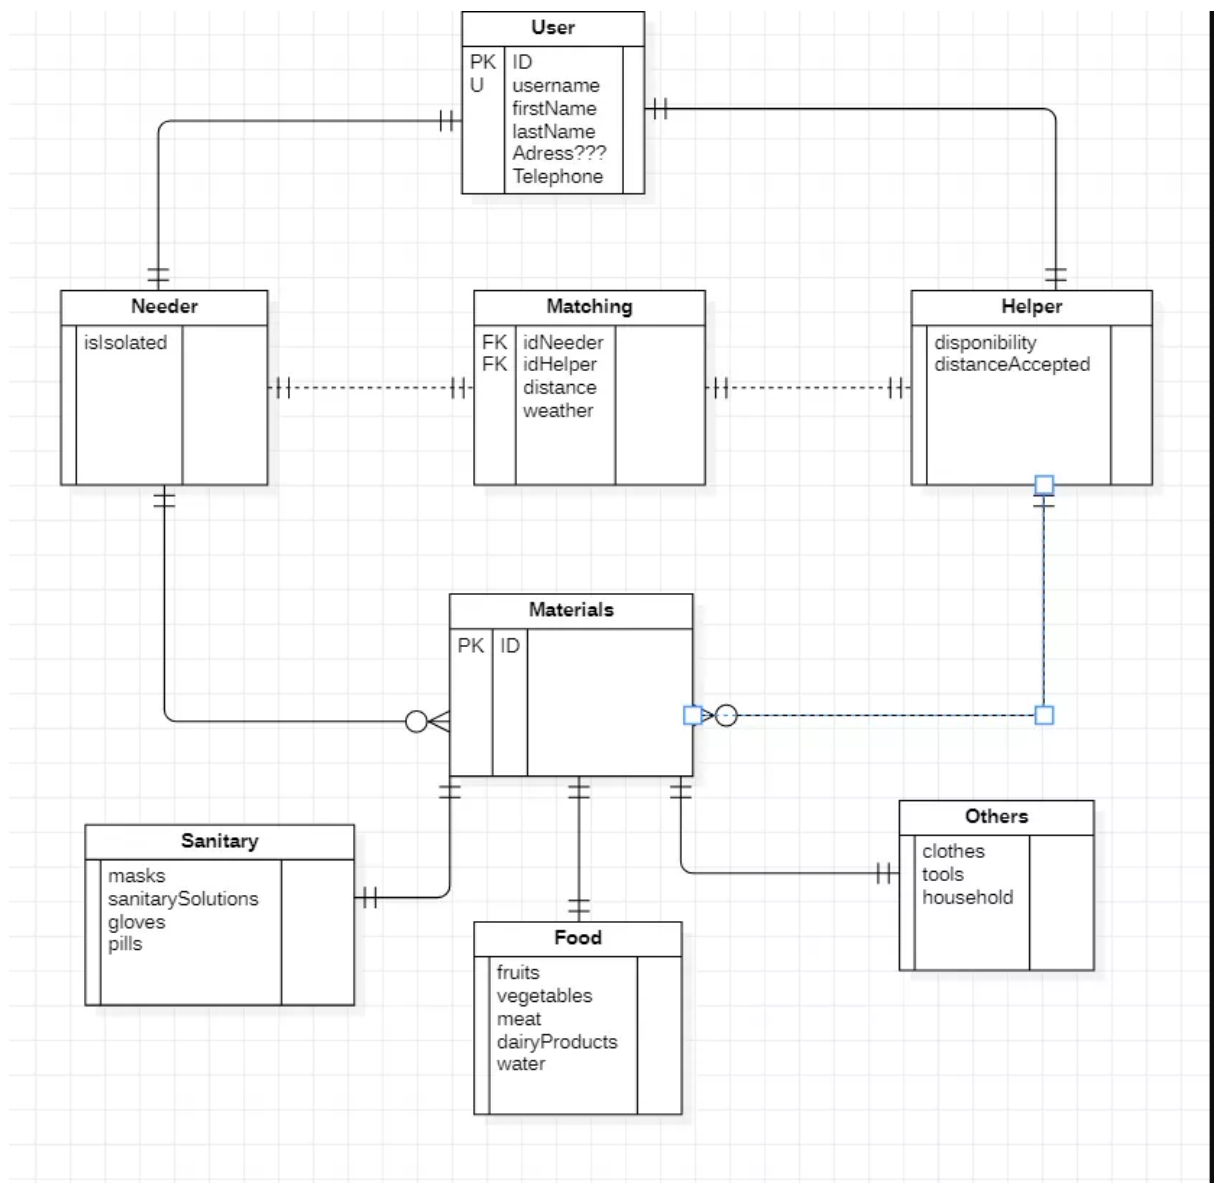 User
PK ID
U username
firstName
lastName
Adress???
Telephone
Needer
isIsolated
Matching
FK idNeeder
FK idHelper
distance
weather
Helper
disponibility
distanceAccepted
Materials
PK ID
Sanitary
masks
sanitarySolutions
gloves
pills
Food
fruits
vegetables
meat
dairyProducts
water
Others
clothes
tools
household